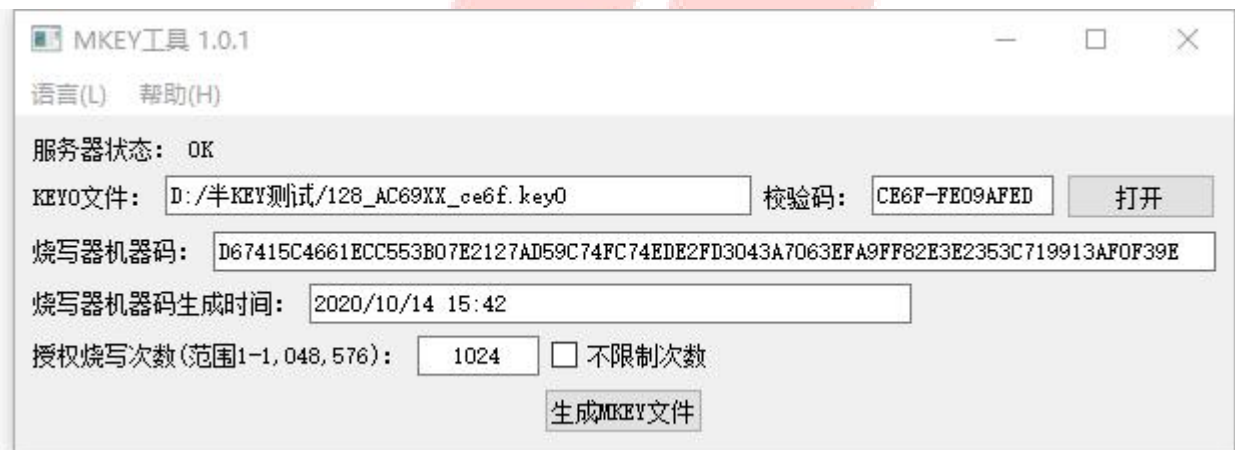 MKEY工具 1.0.1
语言(L) 帮助(H)
服务器状态： OK
KEY0文件： D:/半KEY测试/128_AC69XX_ce6f.key0 校验码： CE6F-FE09AFED 打开
烧写器机器码： D67415C4661ECC553B07E2127AD59C74FC74EDE2FD3043A7063EFA9FF82E3E2353C719913AF0F39E
烧写器机器码生成时间： 2020/10/14 15:42
授权烧写次数(范围1-1,048,576)： 1024 不限制次数
生成MKEY文件